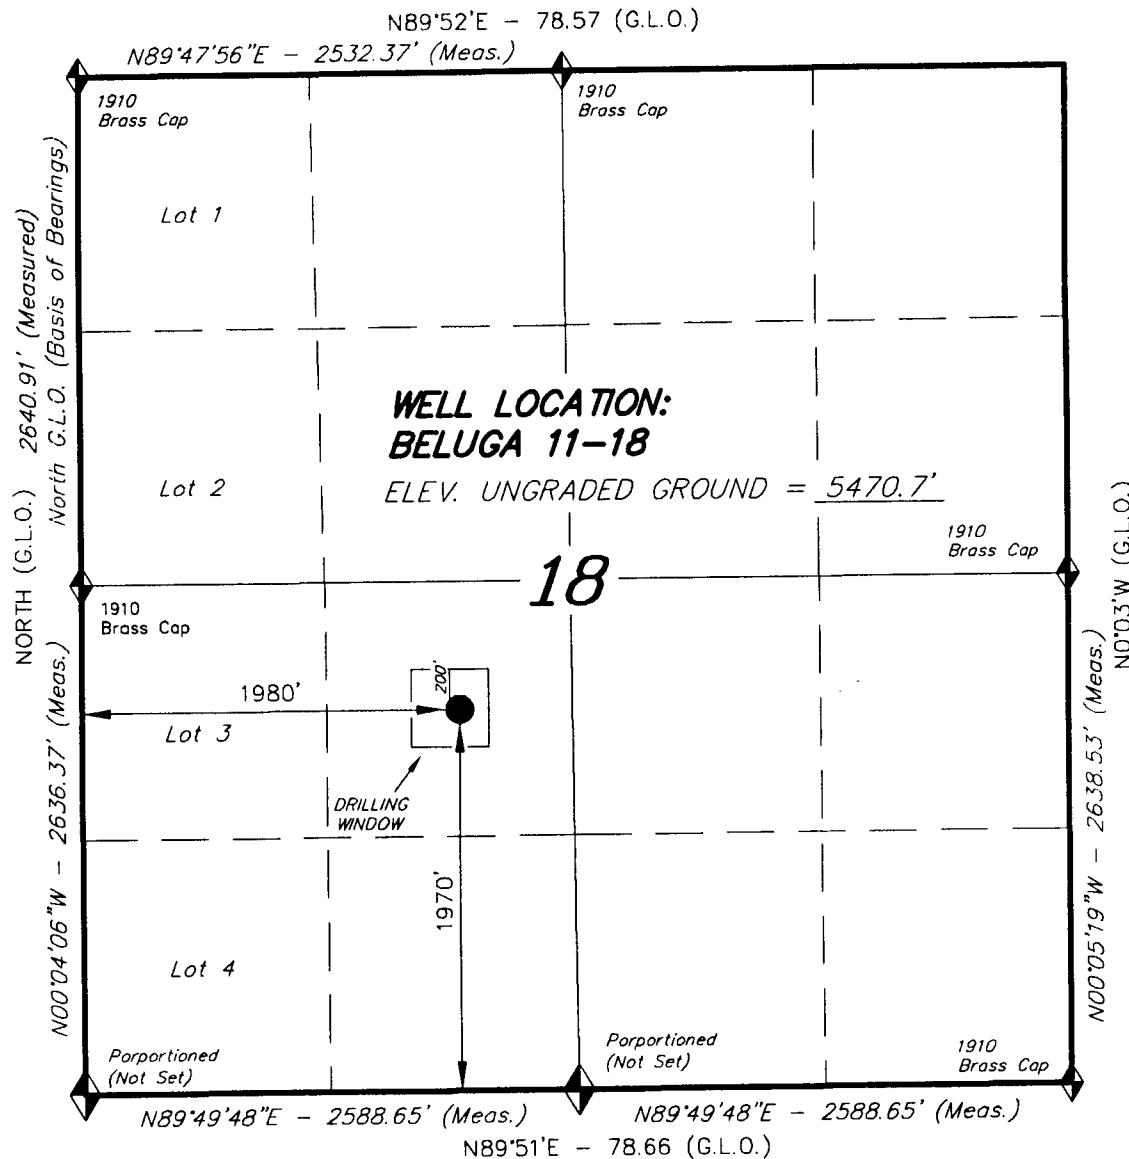 N89°52'E - 78.57 (G.L.O.)
N89°47'56"E - 2532.37' (Meas.)
1910
Brass Cap
1910
Brass Cap
Lot 1
NORTH (G.L.O.) 2640.91' (Measured)
North G.L.O. (Basis of Bearings)
WELL LOCATION:
BELUGA 11-18
ELEV. UNGRADED GROUND = 5470.7'
Lot 2
1910
Brass Cap
18
N0°03'W (G.L.O.)
1910
Brass Cap
200'
1980'
Lot 3
DRILLING
WINDOW
1970'
N00°04'06"W - 2636.37' (Meas.)
N00°05'19"W - 2638.53' (Meas.)
Lot 4
Porportioned
(Not Set)
Porportioned
(Not Set)
1910
Brass Cap
N89°49'48"E - 2588.65' (Meas.)
N89°49'48"E - 2588.65' (Meas.)
N89°51'E - 78.66 (G.L.O.)